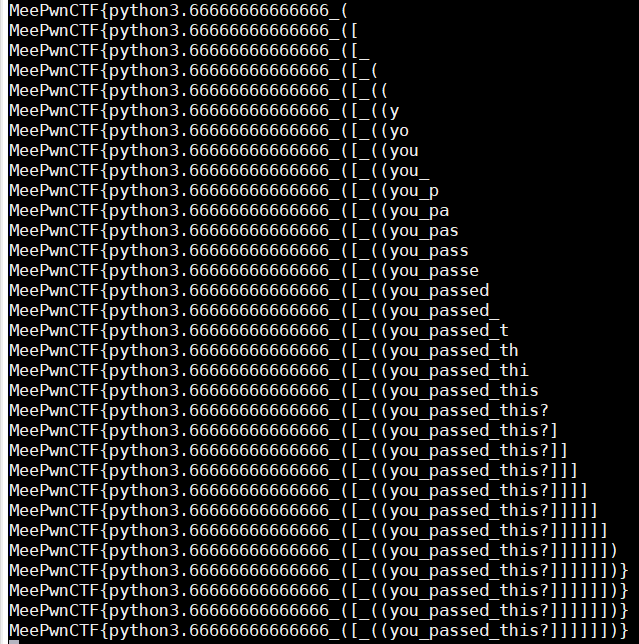 MeePwnCTF{python3.66666666666666_(
MeePwnCTF{python3.66666666666666_([
MeePwnCTF{python3.66666666666666_([_
MeePwnCTF{python3.66666666666666_([_(
MeePwnCTF{python3.66666666666666_([_((
MeePwnCTF{python3.66666666666666_([_((y
MeePwnCTF{python3.66666666666666_([_((yo
MeePwnCTF{python3.66666666666666_([_((you
MeePwnCTF{python3.66666666666666_([_((you_
MeePwnCTF{python3.66666666666666_([_((you_p
MeePwnCTF{python3.66666666666666_([_((you_pa
MeePwnCTF{python3.66666666666666_([_((you_pas
MeePwnCTF{python3.66666666666666_([_((you_pass
MeePwnCTF{python3.66666666666666_([_((you_passe
MeePwnCTF{python3.66666666666666_([_((you_passed
MeePwnCTF{python3.66666666666666_([_((you_passed_
MeePwnCTF{python3.66666666666666_([_((you_passed_t
MeePwnCTF{python3.66666666666666_([_((you_passed_th
MeePwnCTF{python3.66666666666666_([_((you_passed_thi
MeePwnCTF{python3.66666666666666_([_((you_passed_this
MeePwnCTF{python3.66666666666666_([_((you_passed_this?
MeePwnCTF{python3.66666666666666_([_((you_passed_this?]
MeePwnCTF{python3.66666666666666_([_((you_passed_this?]]
MeePwnCTF{python3.66666666666666_([_((you_passed_this?]]]
MeePwnCTF{python3.66666666666666_([_((you_passed_this?]]]]
MeePwnCTF{python3.66666666666666_([_((you_passed_this?]]]]]
MeePwnCTF{python3.66666666666666_([_((you_passed_this?]]]]]]
MeePwnCTF{python3.66666666666666_([_((you_passed_this?]]]]]])
MeePwnCTF{python3.66666666666666_([_((you_passed_this?]]]]]])}
MeePwnCTF{python3.66666666666666_([_((you_passed_this?]]]]]])}
MeePwnCTF{python3.66666666666666_([_((you_passed_this?]]]]]])}
MeePwnCTF{python3.66666666666666_([_((you_passed_this?]]]]]])}